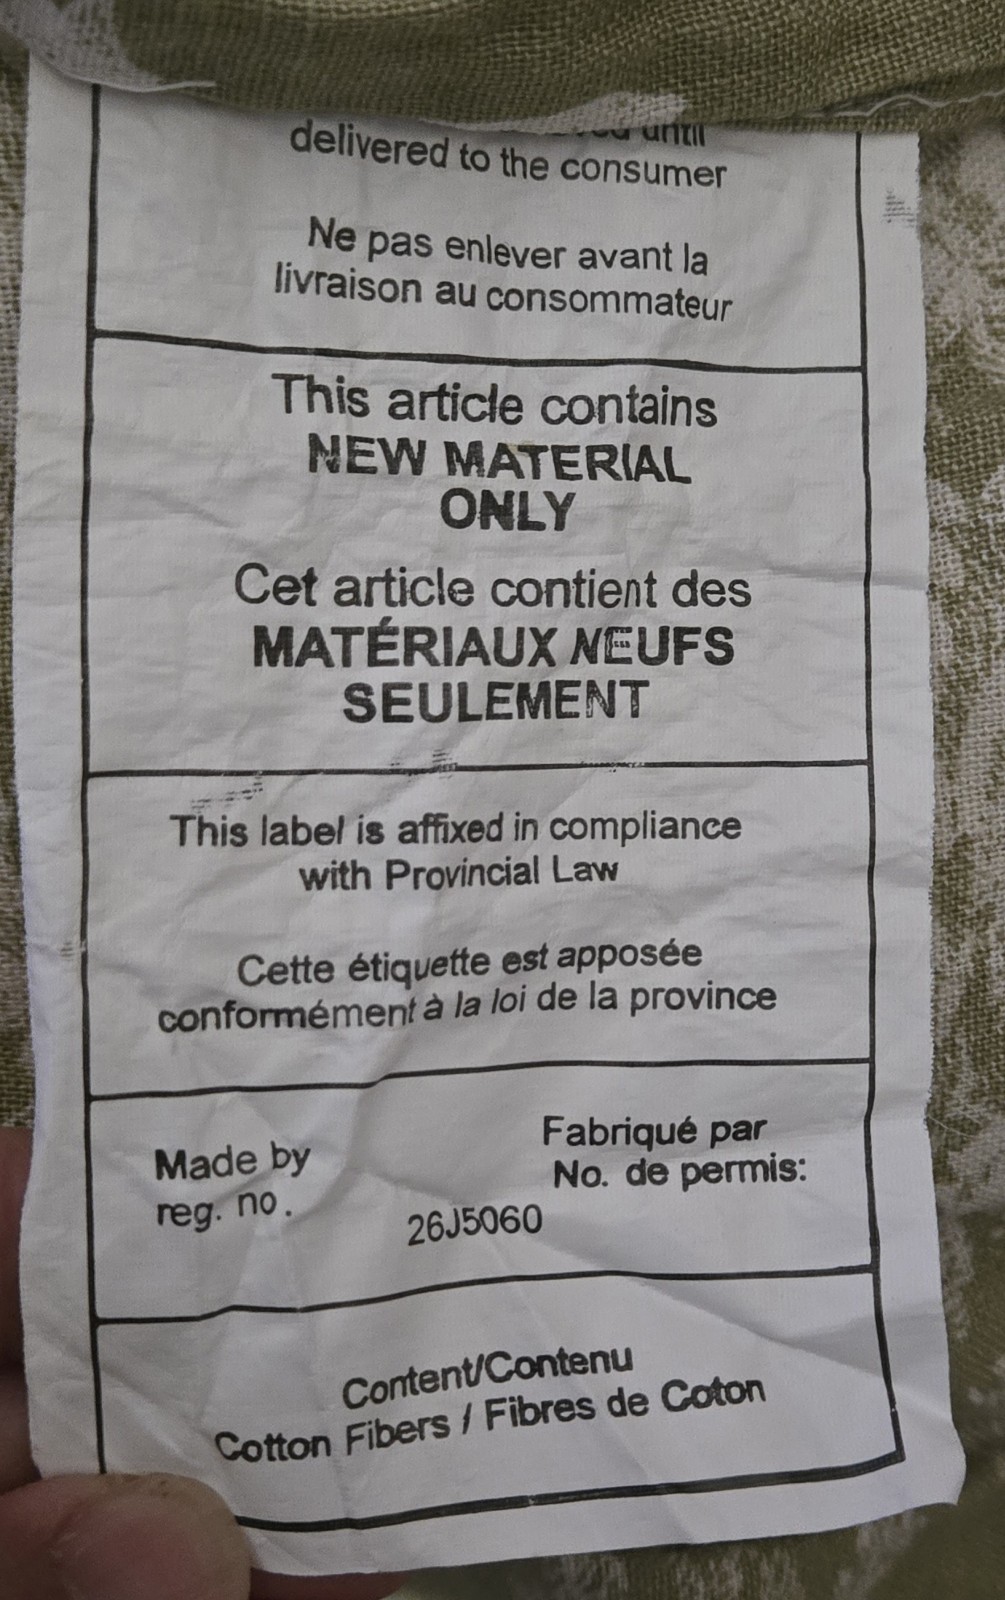 until
delivered to the consumer
Ne pas enlever avant la
livraison au consommateur
This article contains
NEW MATERIAL
ONLY
Cet article contient des
MATÉRIAUX NEUFS
SEULEMENT
This label is affixed in compliance
with Provincial Law
Cette étiquette est apposée
conformément à la loi de la province
Made by
reg. no.
Fabriqué par
No. de permis:
26J5060
Content/Contenu
Cotton Fibers / Fibres de Coton